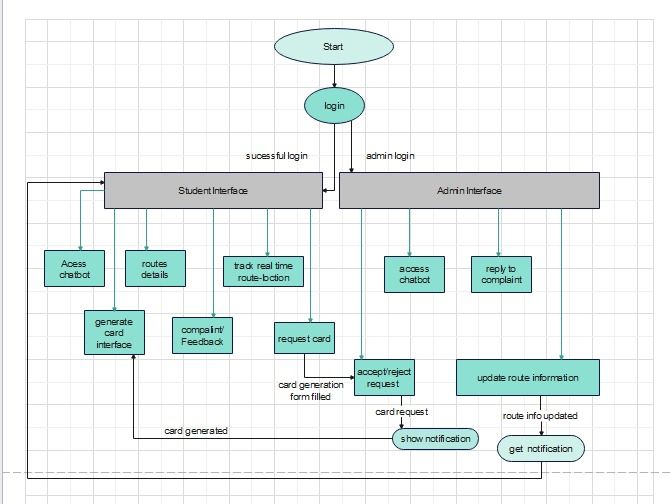 Start
login
sucessful login
admin login
Student Interface
Admin Interface
Acess
chatbot
routes
details
track real time
route-loction
access
chatbot
reply to
complaint
generate
card
interface
compalint/
Feedback
request card
accept/reject
request
update route information
card generation
form filled
card request
route info updated
card generated
show notification
get notification